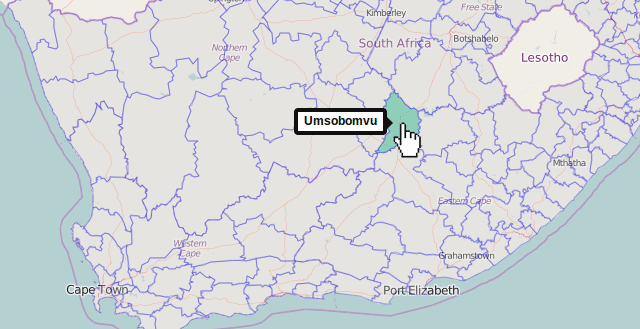 Kimberley
Free State
Botshabelo
South Africa
Northern
Cape
Lesotho
Umsobomvu
Mthatha
Eastern Cape
Western
Cape
Grahamstown
Cape Town
Port Elizabeth